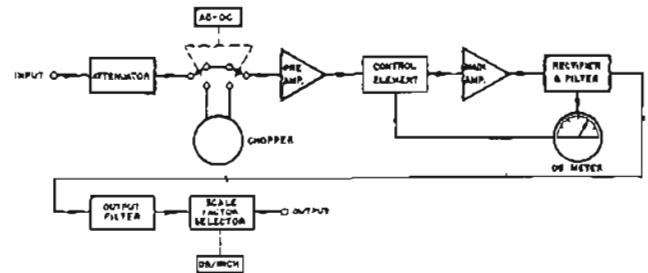 AC-DC
INPUT
ATTENUATOR
PRE
AMP.
CONTROL
ELEMENT
MAIN
AMP.
RECTIFIER
& FILTER
CHOPPER
DB METER
OUTPUT
FILTER
SCALE
FACTOR
SELECTOR
OUTPUT
DB/INCH